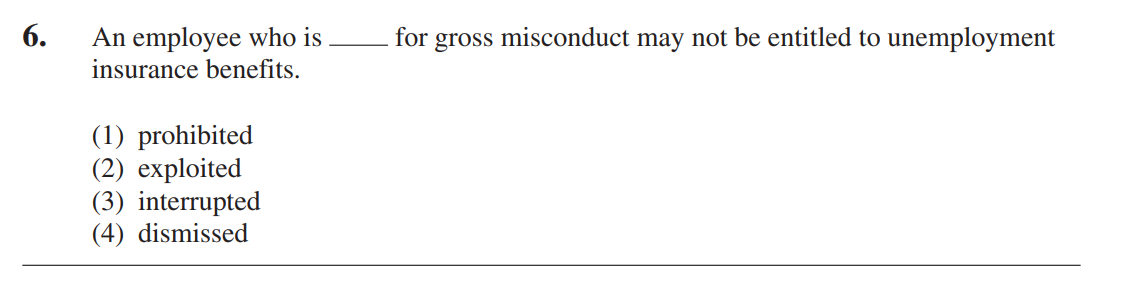 6. An employee who is ____ for gross misconduct may not be entitled to unemployment
insurance benefits.
(1) prohibited
(2) exploited
(3) interrupted
(4) dismissed